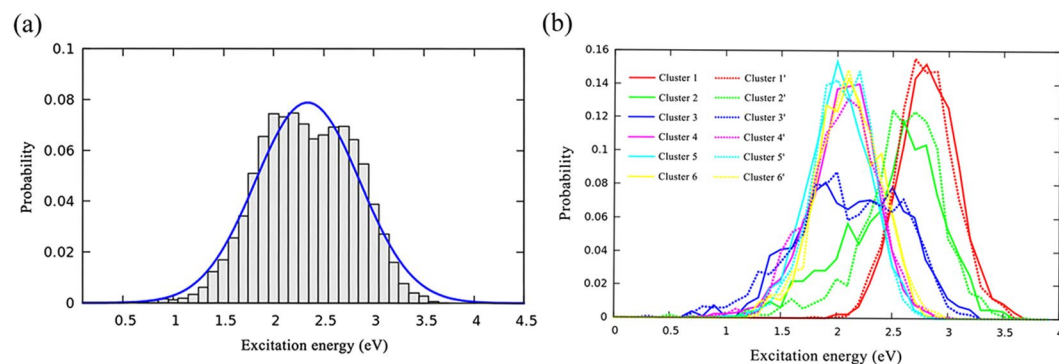 (a)
0.1
0.08
0.06
0.04
0.02
0
Probability
0.5 1 1.5 2 2.5 3 3.5 4 4.5
Excitation energy (eV)
(b)
0.16
0.14
0.12
0.1
0.08
0.06
0.04
0.02
0
Probability
Cluster 1 Cluster 1'
Cluster 2 Cluster 2'
Cluster 3 Cluster 3'
Cluster 4 Cluster 4'
Cluster 5 Cluster 5'
Cluster 6 Cluster 6'
0 0.5 1 1.5 2 2.5 3 3.5 4
Excitation energy (eV)